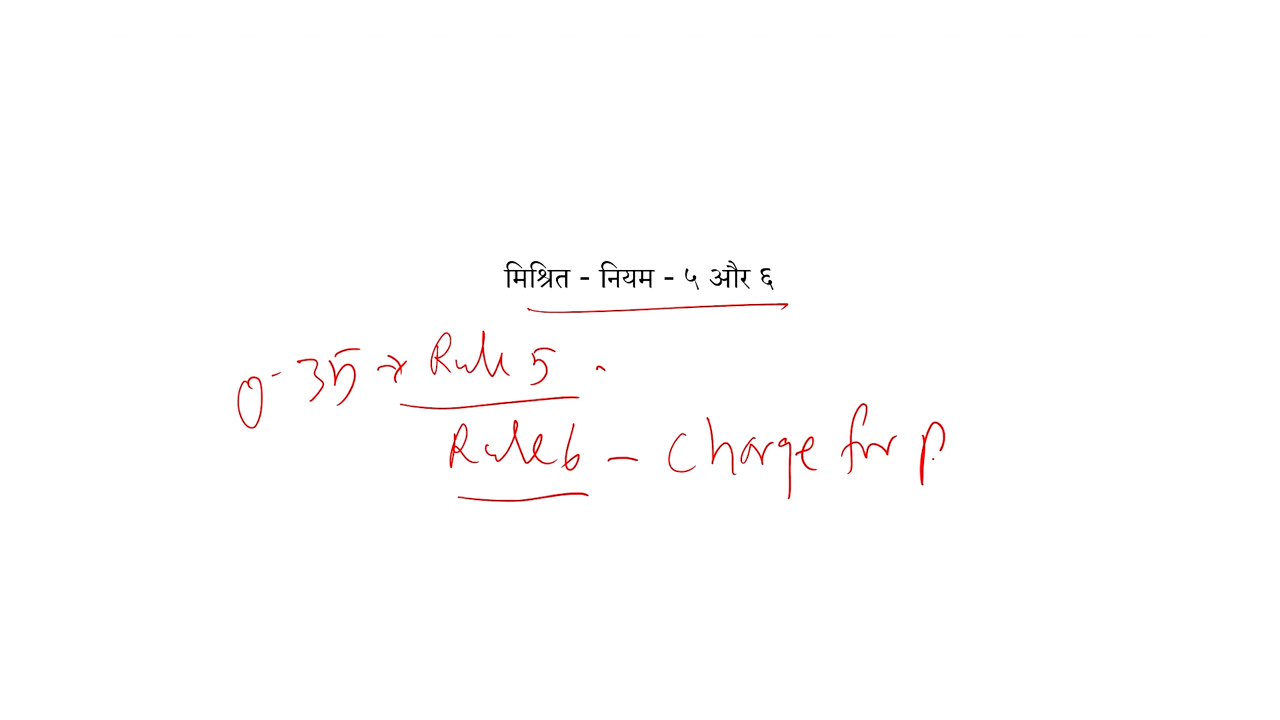 मिश्रित - नियम - ५ और ६
0-35 → Rule 5 -
Rule 6 - Charge for P